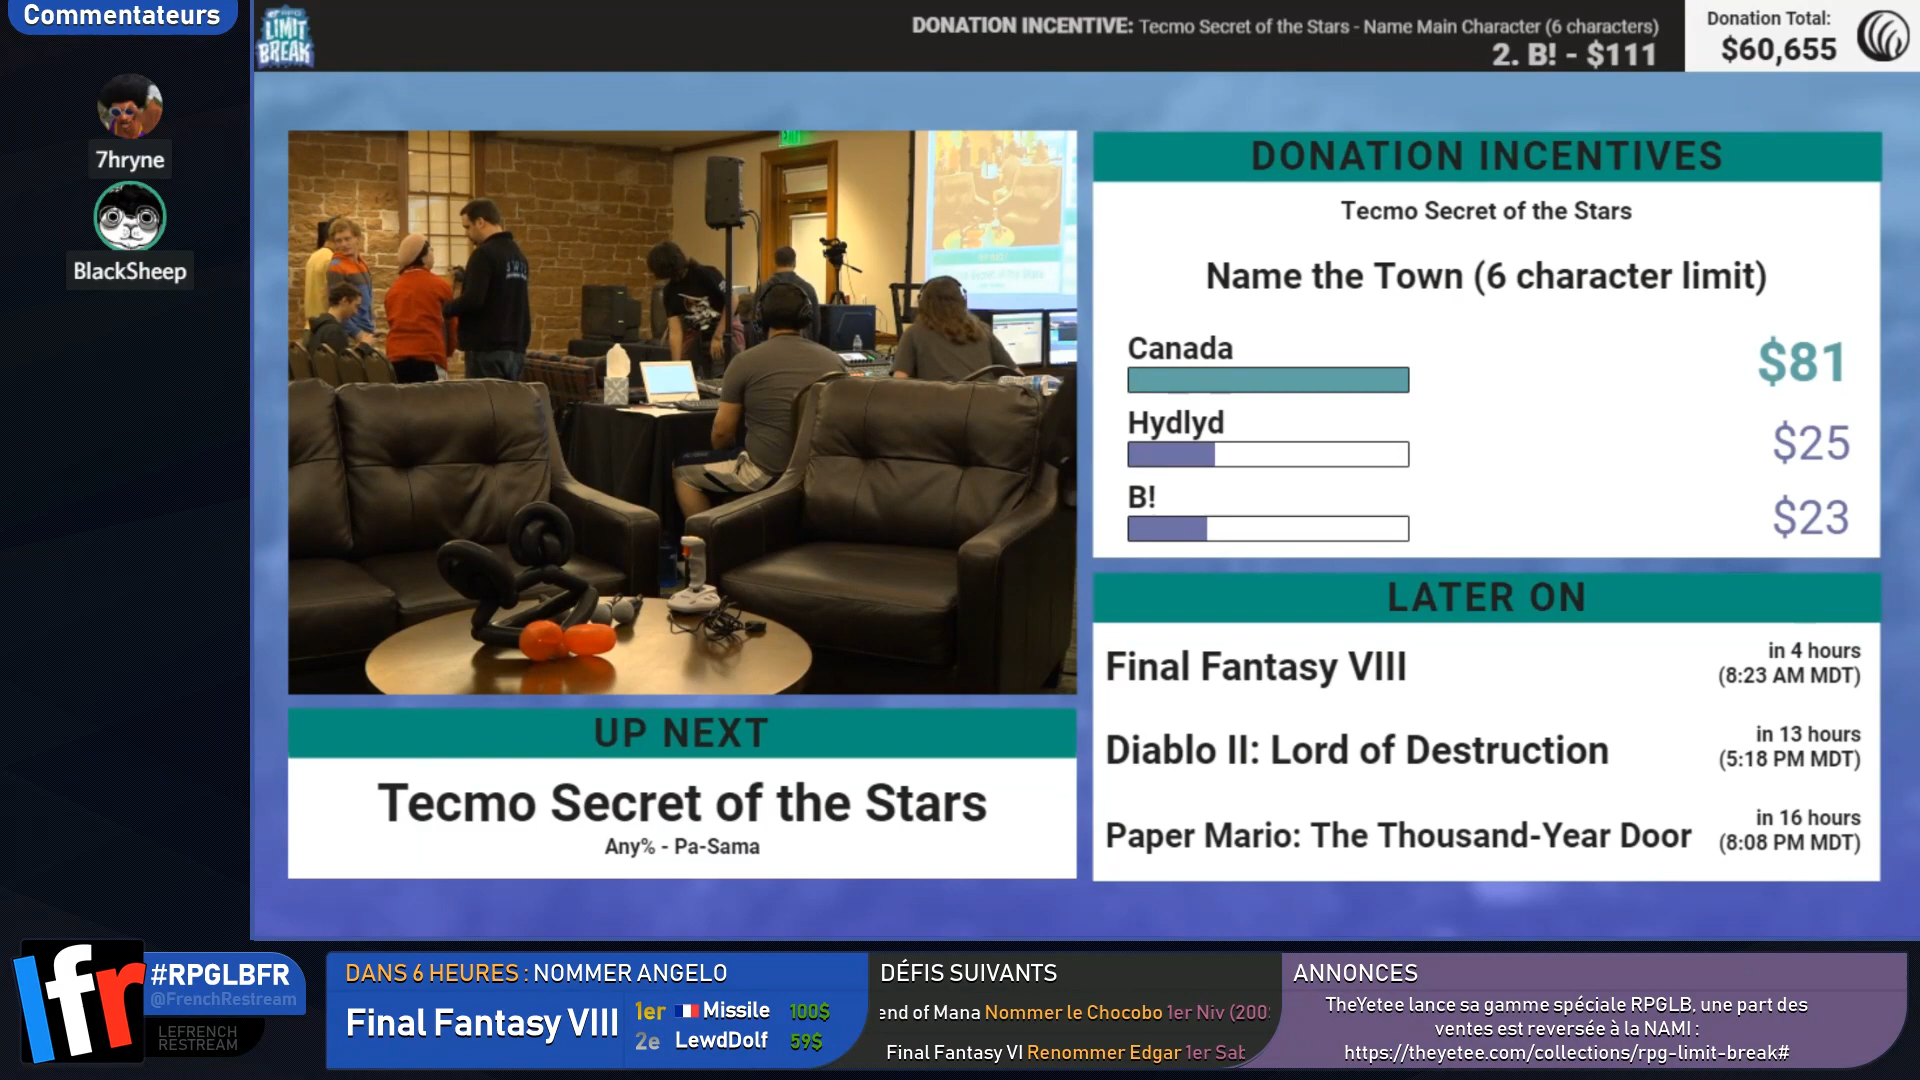 Commentateurs
7hryne
BlackSheep
LIMIT
BREAK
DONATION INCENTIVE: Tecmo Secret of the Stars - Name Main Character (6 characters)
2. B! - $111
Donation Total:
$60,655
DONATION INCENTIVES
Tecmo Secret of the Stars
Name the Town (6 character limit)
Canada
$81
Hydlyd
$25
B!
$23
UP NEXT
Tecmo Secret of the Stars
Any% - Pa-Sama
LATER ON
Final Fantasy VIII
in 4 hours
(8:23 AM MDT)
Diablo II: Lord of Destruction
in 13 hours
(5:18 PM MDT)
Paper Mario: The Thousand-Year Door
in 16 hours
(8:08 PM MDT)
lfr
#RPGLBFR
@FrenchRestream
LEFRENCH
RESTREAM
DANS 6 HEURES : NOMMER ANGELO
Final Fantasy VIII
1er Missile 100$
2e LewdDolf 59$
DÉFIS SUIVANTS
end of Mana Nommer le Chocobo 1er Niv (200
Final Fantasy VI Renommer Edgar 1er Sab
ANNONCES
TheYetee lance sa gamme spéciale RPGLB, une part des
ventes est reversée à la NAMI :
https://theyetee.com/collections/rpg-limit-break#